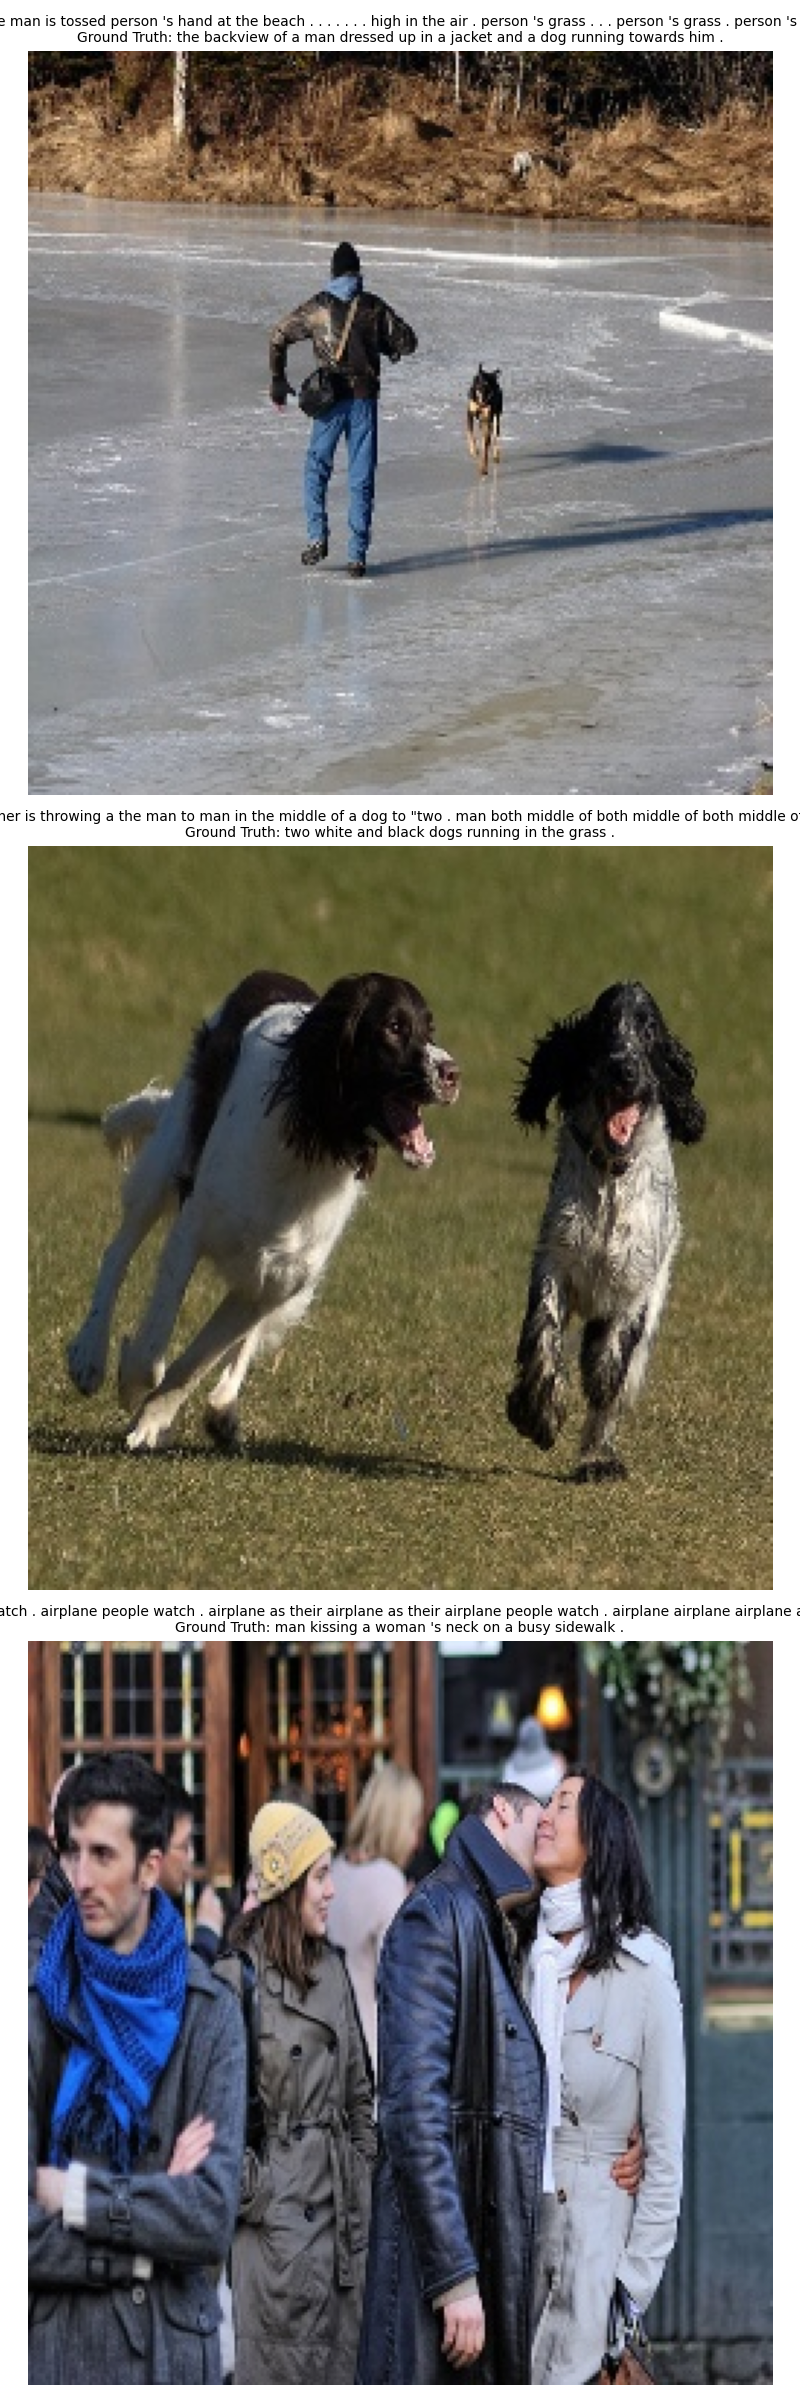 man is tossed person 's hand at the beach . . . . . . . high in the air . person 's grass . . . person 's grass . person 's
Ground Truth: the backview of a man dressed up in a jacket and a dog running towards him .
is throwing a the man to man in the middle of a dog to "two . man both middle of both middle of both middle
Ground Truth: two white and black dogs running in the grass .
. airplane people watch . airplane as their airplane as their airplane people watch . airplane airplane airplane
Ground Truth: man kissing a woman 's neck on a busy sidewalk .